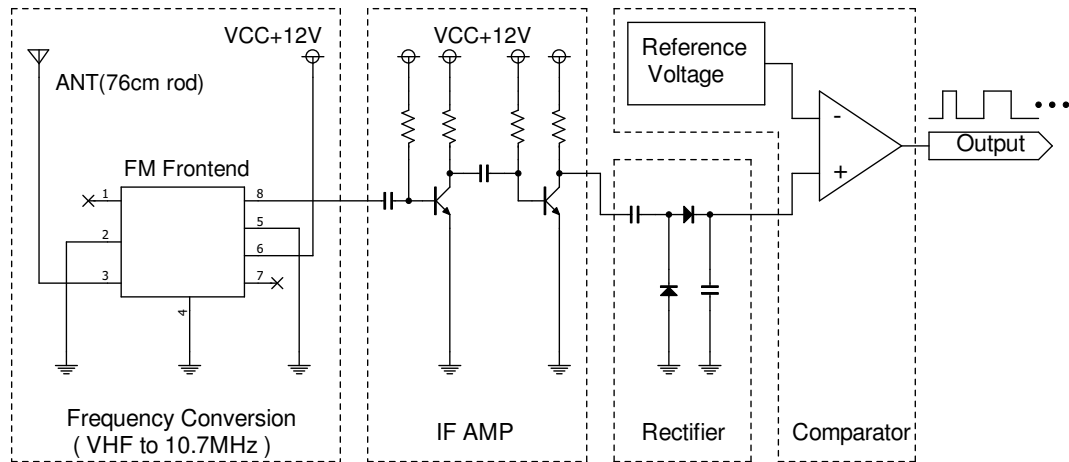 VCC+12V
ANT(76cm rod)
FM Frontend
1
2
3
4
8
5
6
7
Frequency Conversion
( VHF to 10.7MHz )
VCC+12V
IF AMP
Reference
Voltage
-
+
Output
Rectifier
Comparator